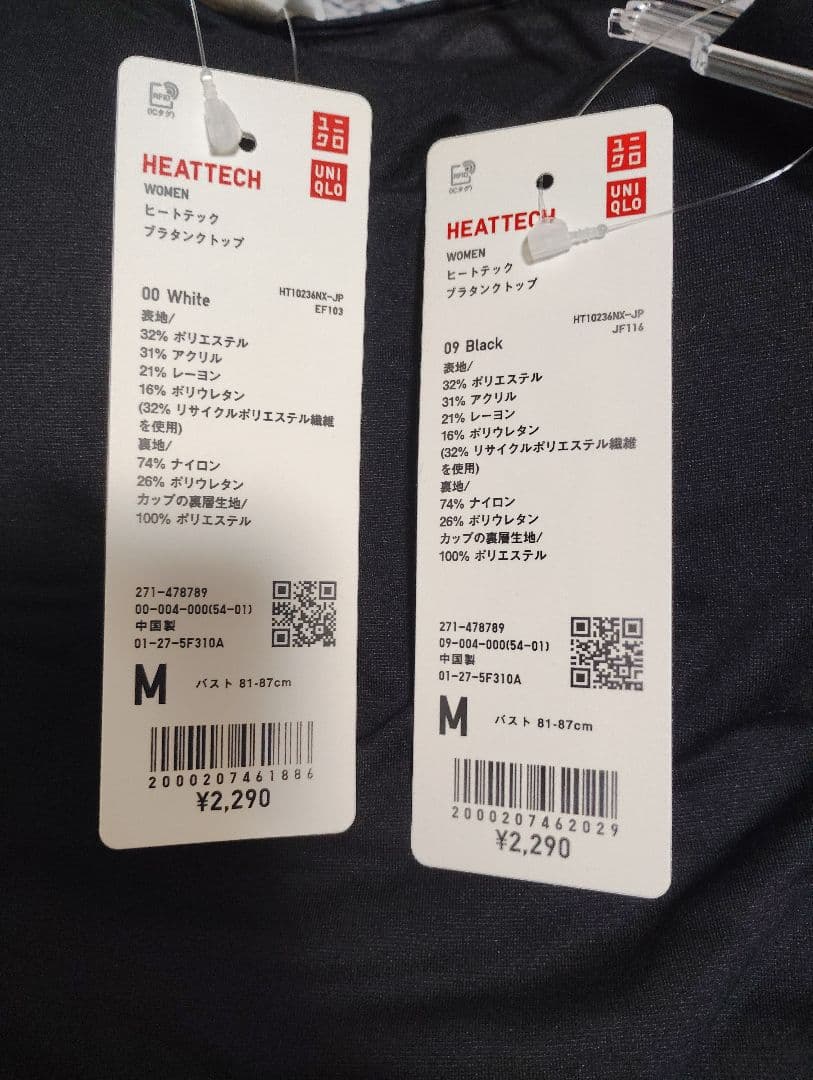 RFID
(ICタグ)
ユニ
クロ
UNI
QLO
HEATTECH
WOMEN
ヒートテック
ブラタンクトップ
00 White
HT10236NX-JP
EF103
表地/
32% ポリエステル
31% アクリル
21% レーヨン
16% ポリウレタン
(32% リサイクルポリエステル繊維
を使用)
裏地/
74% ナイロン
26% ポリウレタン
カップの裏層生地/
100% ポリエステル
271-478789
00-004-000(54-01)
中国製
01-27-5F310A
M
バスト 81-87cm
2000207461886
¥2,290
RFID
(ICタグ)
ユニ
クロ
UNI
QLO
HEATTECH
WOMEN
ヒートテック
ブラタンクトップ
HT10236NX-JP
JF116
09 Black
表地/
32% ポリエステル
31% アクリル
21% レーヨン
16% ポリウレタン
(32% リサイクルポリエステル繊維
を使用)
裏地/
74% ナイロン
26% ポリウレタン
カップの裏層生地/
100% ポリエステル
271-478789
09-004-000(54-01)
中国製
01-27-5F310A
M
バスト 81-87cm
2000207462029
¥2,290